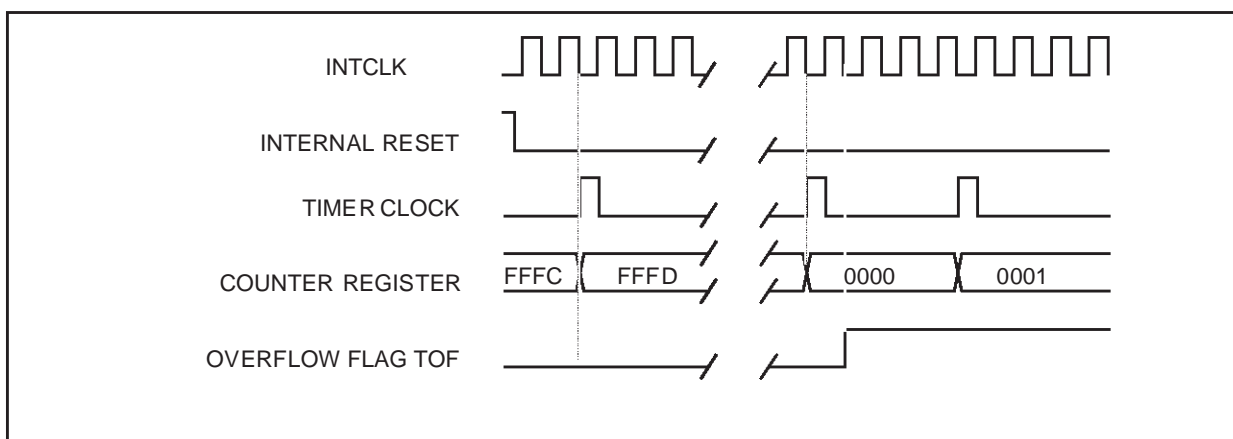 INTCLK
INTERNAL RESET
TIMER CLOCK
COUNTER REGISTER FFFC FFFD 0000 0001
OVERFLOW FLAG TOF